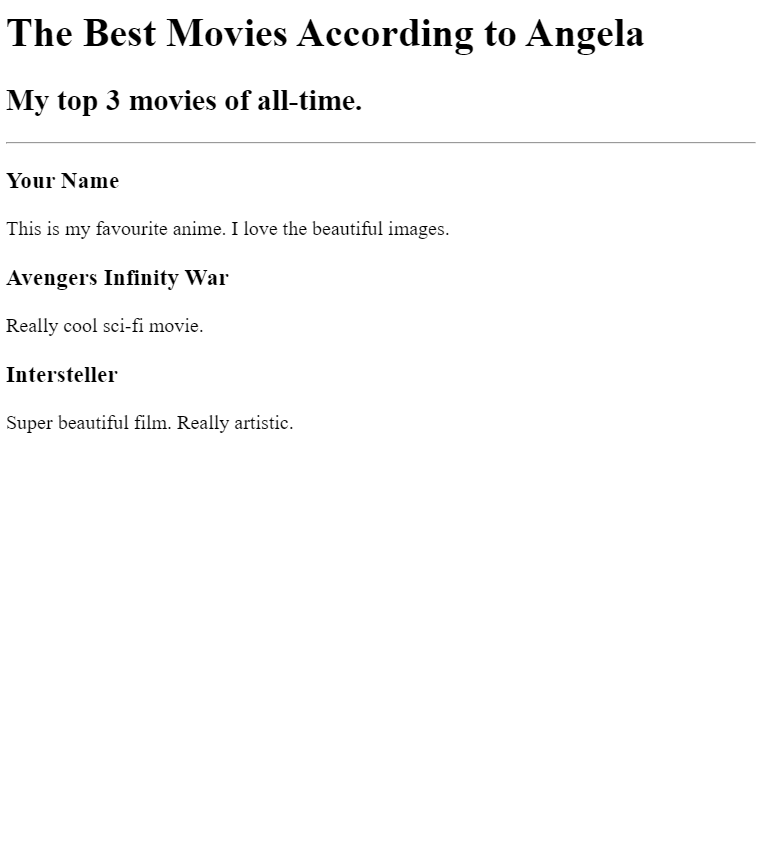 The Best Movies According to Angela
My top 3 movies of all-time.
Your Name
This is my favourite anime. I love the beautiful images.
Avengers Infinity War
Really cool sci-fi movie.
Intersteller
Super beautiful film. Really artistic.